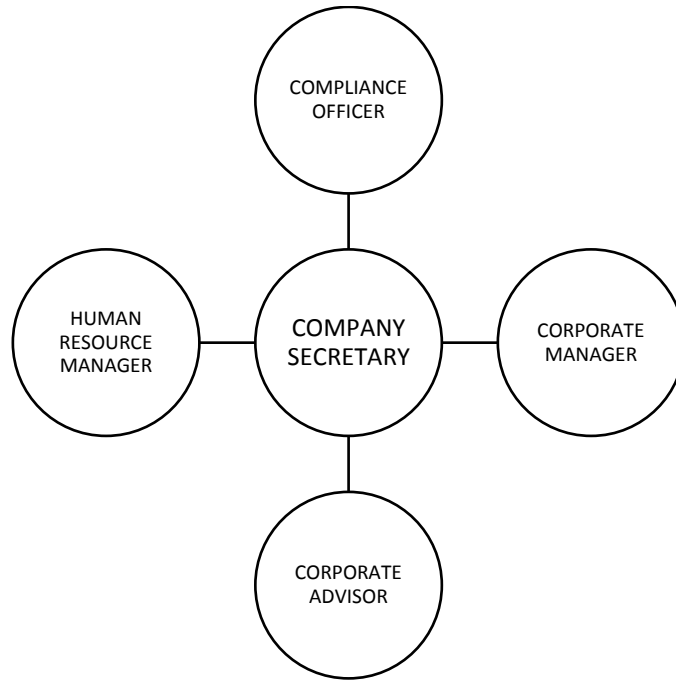 COMPLIANCE
OFFICER
HUMAN
RESOURCE
MANAGER
COMPANY
SECRETARY
CORPORATE
MANAGER
CORPORATE
ADVISOR